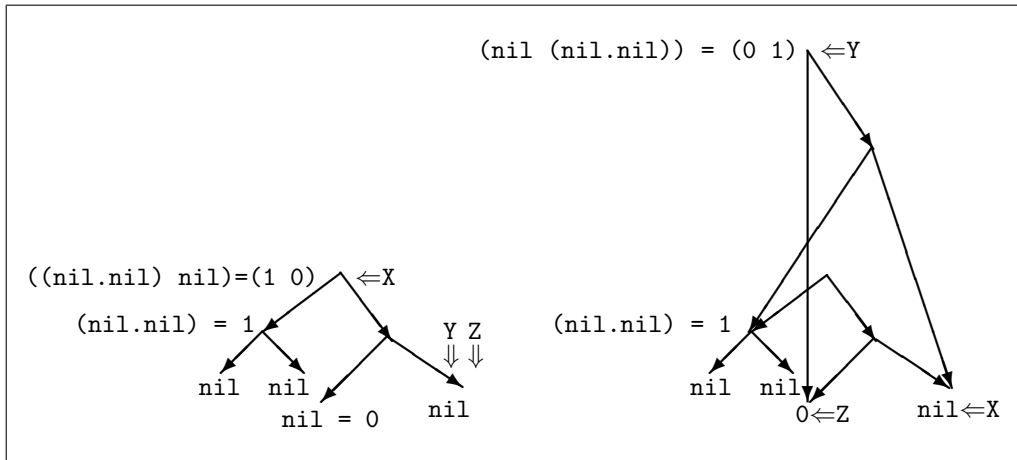 (nil (nil.nil)) = (0 1) ⇐Y
((nil.nil) nil)=(1 0) ⇐X
(nil.nil) = 1
Y Z
⇓ ⇓
nil nil
nil = 0
nil
(nil.nil) = 1
nil nil
0⇐Z
nil⇐X